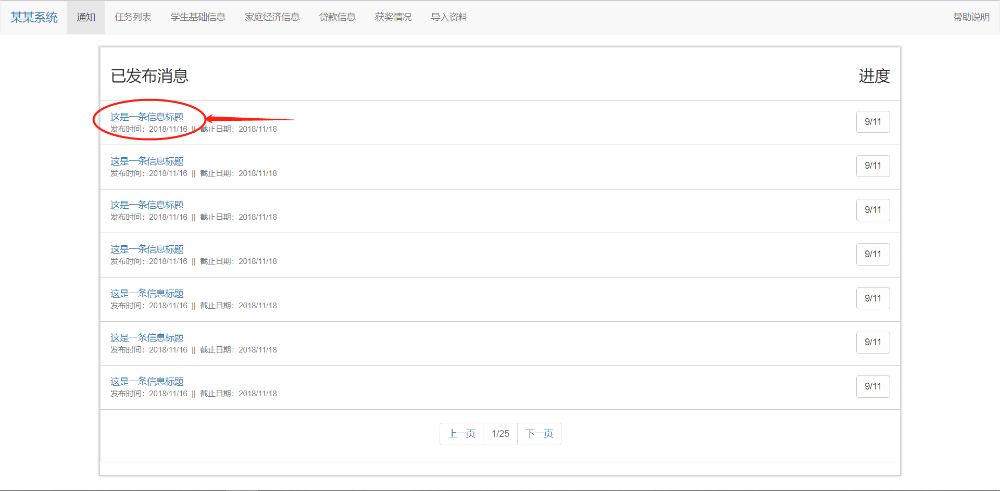 某某系统 通知 任务列表 学生基础信息 家庭经济信息 贷款信息 获奖情况 导入资料 帮助说明
已发布消息 进度
这是一条信息标题
发布时间：2018/11/16 || 截止日期：2018/11/18
9/11
这是一条信息标题
发布时间：2018/11/16 || 截止日期：2018/11/18
9/11
这是一条信息标题
发布时间：2018/11/16 || 截止日期：2018/11/18
9/11
这是一条信息标题
发布时间：2018/11/16 || 截止日期：2018/11/18
9/11
这是一条信息标题
发布时间：2018/11/16 || 截止日期：2018/11/18
9/11
这是一条信息标题
发布时间：2018/11/16 || 截止日期：2018/11/18
9/11
这是一条信息标题
发布时间：2018/11/16 || 截止日期：2018/11/18
9/11
上一页 1/25 下一页